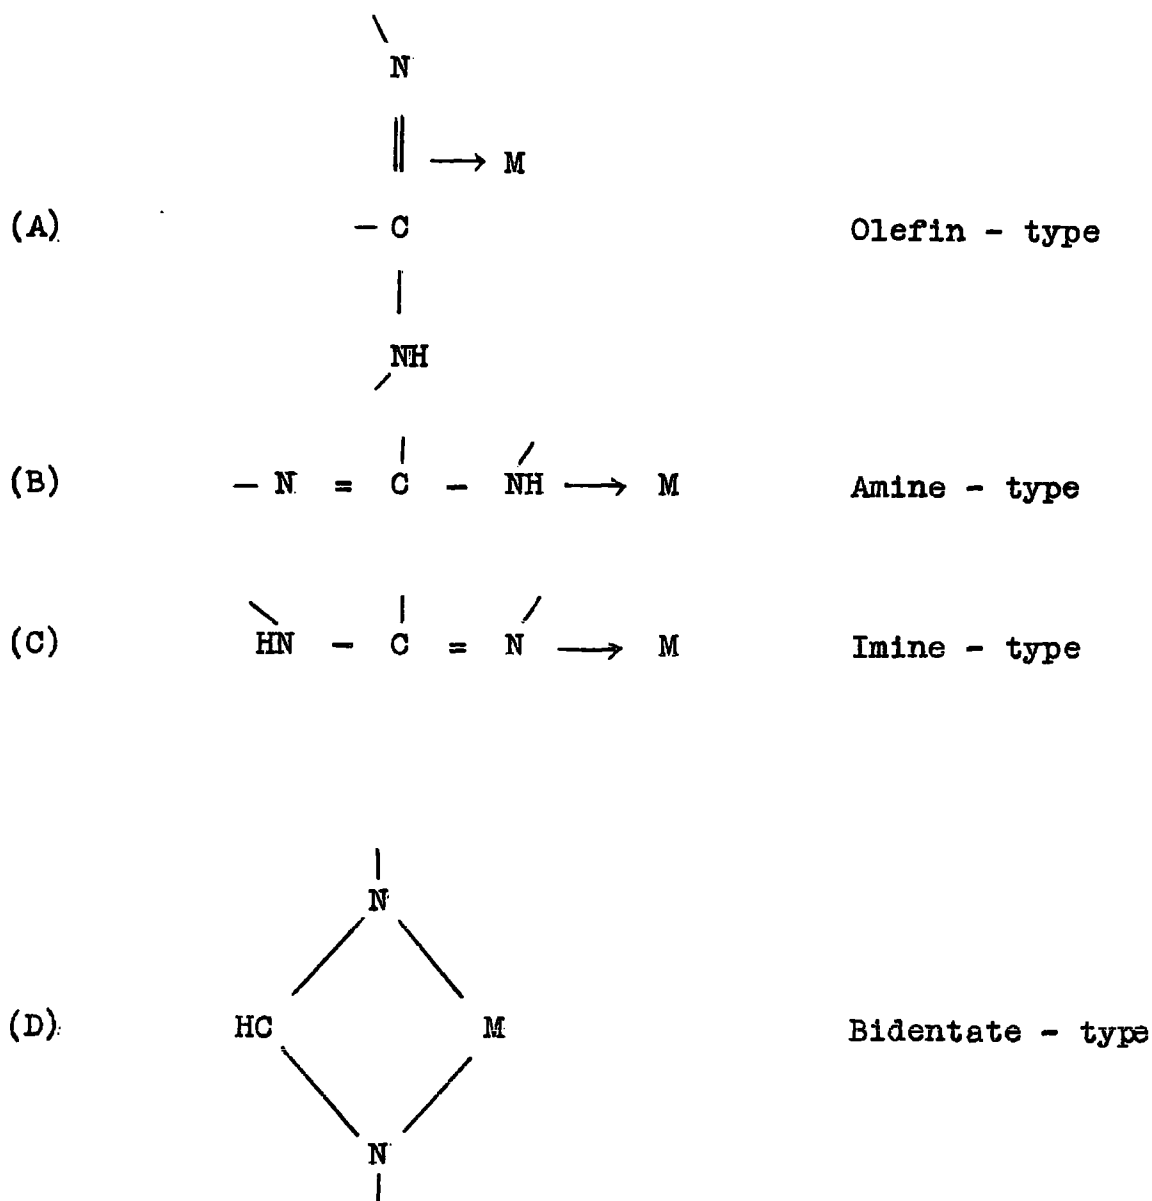 N
‖ → M
(A) — C Olefin - type
|
NH
(B) — N = C — NH → M Amine - type
(C) HN — C = N → M Imine - type
N
(D) HC M Bidentate - type
N